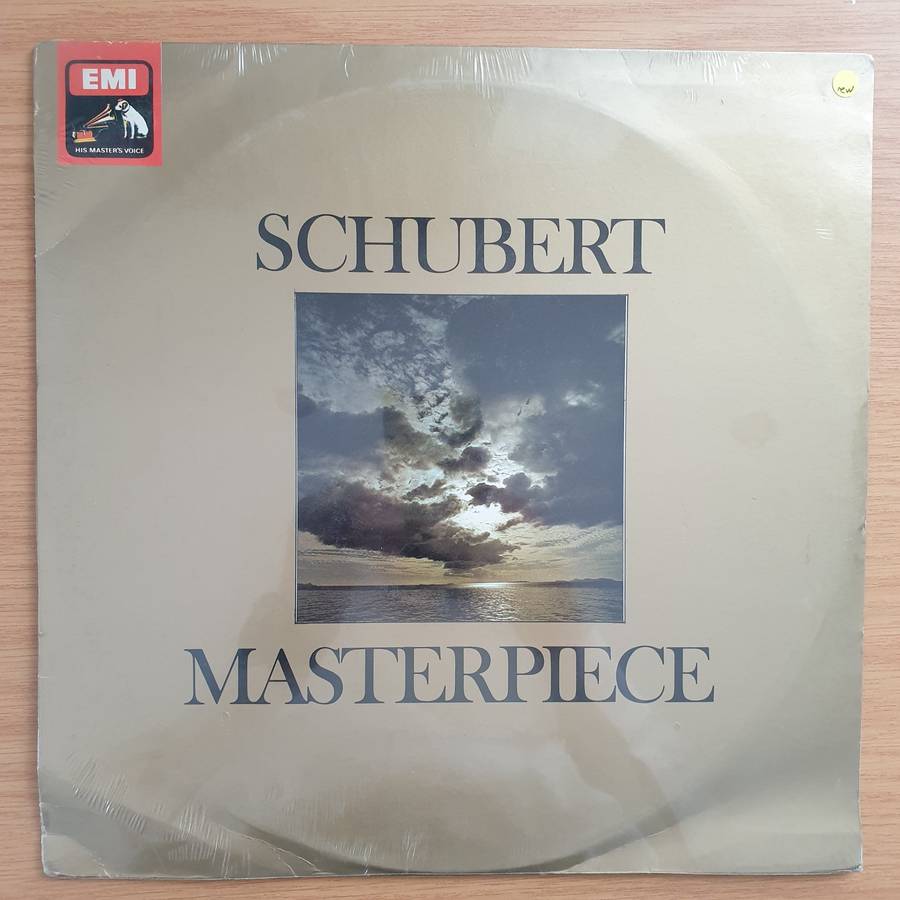 EMI
HIS MASTER'S VOICE
new
SCHUBERT
MASTERPIECE